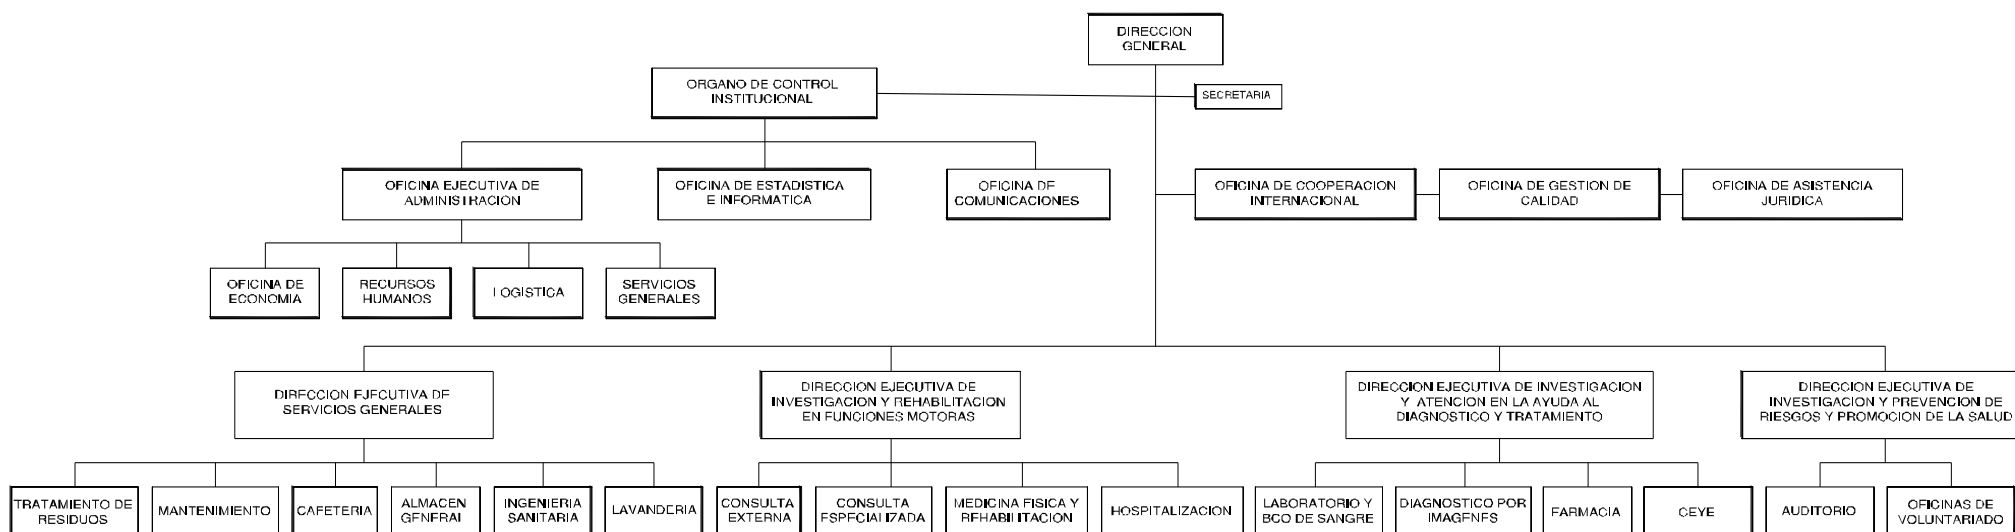 DIRECCION
GENERAL
ORGANO DE CONTROL
INSTITUCIONAL
SECRETARIA
OFICINA EJECUTIVA DE
ADMINISTRACION
OFICINA DE ESTADISTICA
E INFORMATICA
OFICINA DE
COMUNICACIONES
OFICINA DE COOPERACION
INTERNACIONAL
OFICINA DE GESTION DE
CALIDAD
OFICINA DE ASISTENCIA
JURIDICA
OFICINA DE
ECONOMIA
RECURSOS
HUMANOS
LOGISTICA
SERVICIOS
GENERALES
DIRECCION EJECUTIVA DE
SERVICIOS GENERALES
DIRECCION EJECUTIVA DE
INVESTIGACION Y REHABILITACION
EN FUNCIONES MOTORAS
DIRECCION EJECUTIVA DE INVESTIGACION
Y ATENCION EN LA AYUDA AL
DIAGNOSTICO Y TRATAMIENTO
DIRECCION EJECUTIVA DE
INVESTIGACION Y PREVENCION DE
RIESGOS Y PROMOCION DE LA SALUD
TRATAMIENTO DE
RESIDUOS
MANTENIMIENTO
CAFETERIA
ALMACEN
GENERAL
INGENIERIA
SANITARIA
LAVANDERIA
CONSULTA
EXTERNA
CONSULTA
ESPECIALIZADA
MEDICINA FISICA Y
REHABILITACION
HOSPITALIZACION
LABORATORIO Y
BCO DE SANGRE
DIAGNOSTICO POR
IMAGENES
FARMACIA
CEYE
AUDITORIO
OFICINAS DE
VOLUNTARIADO